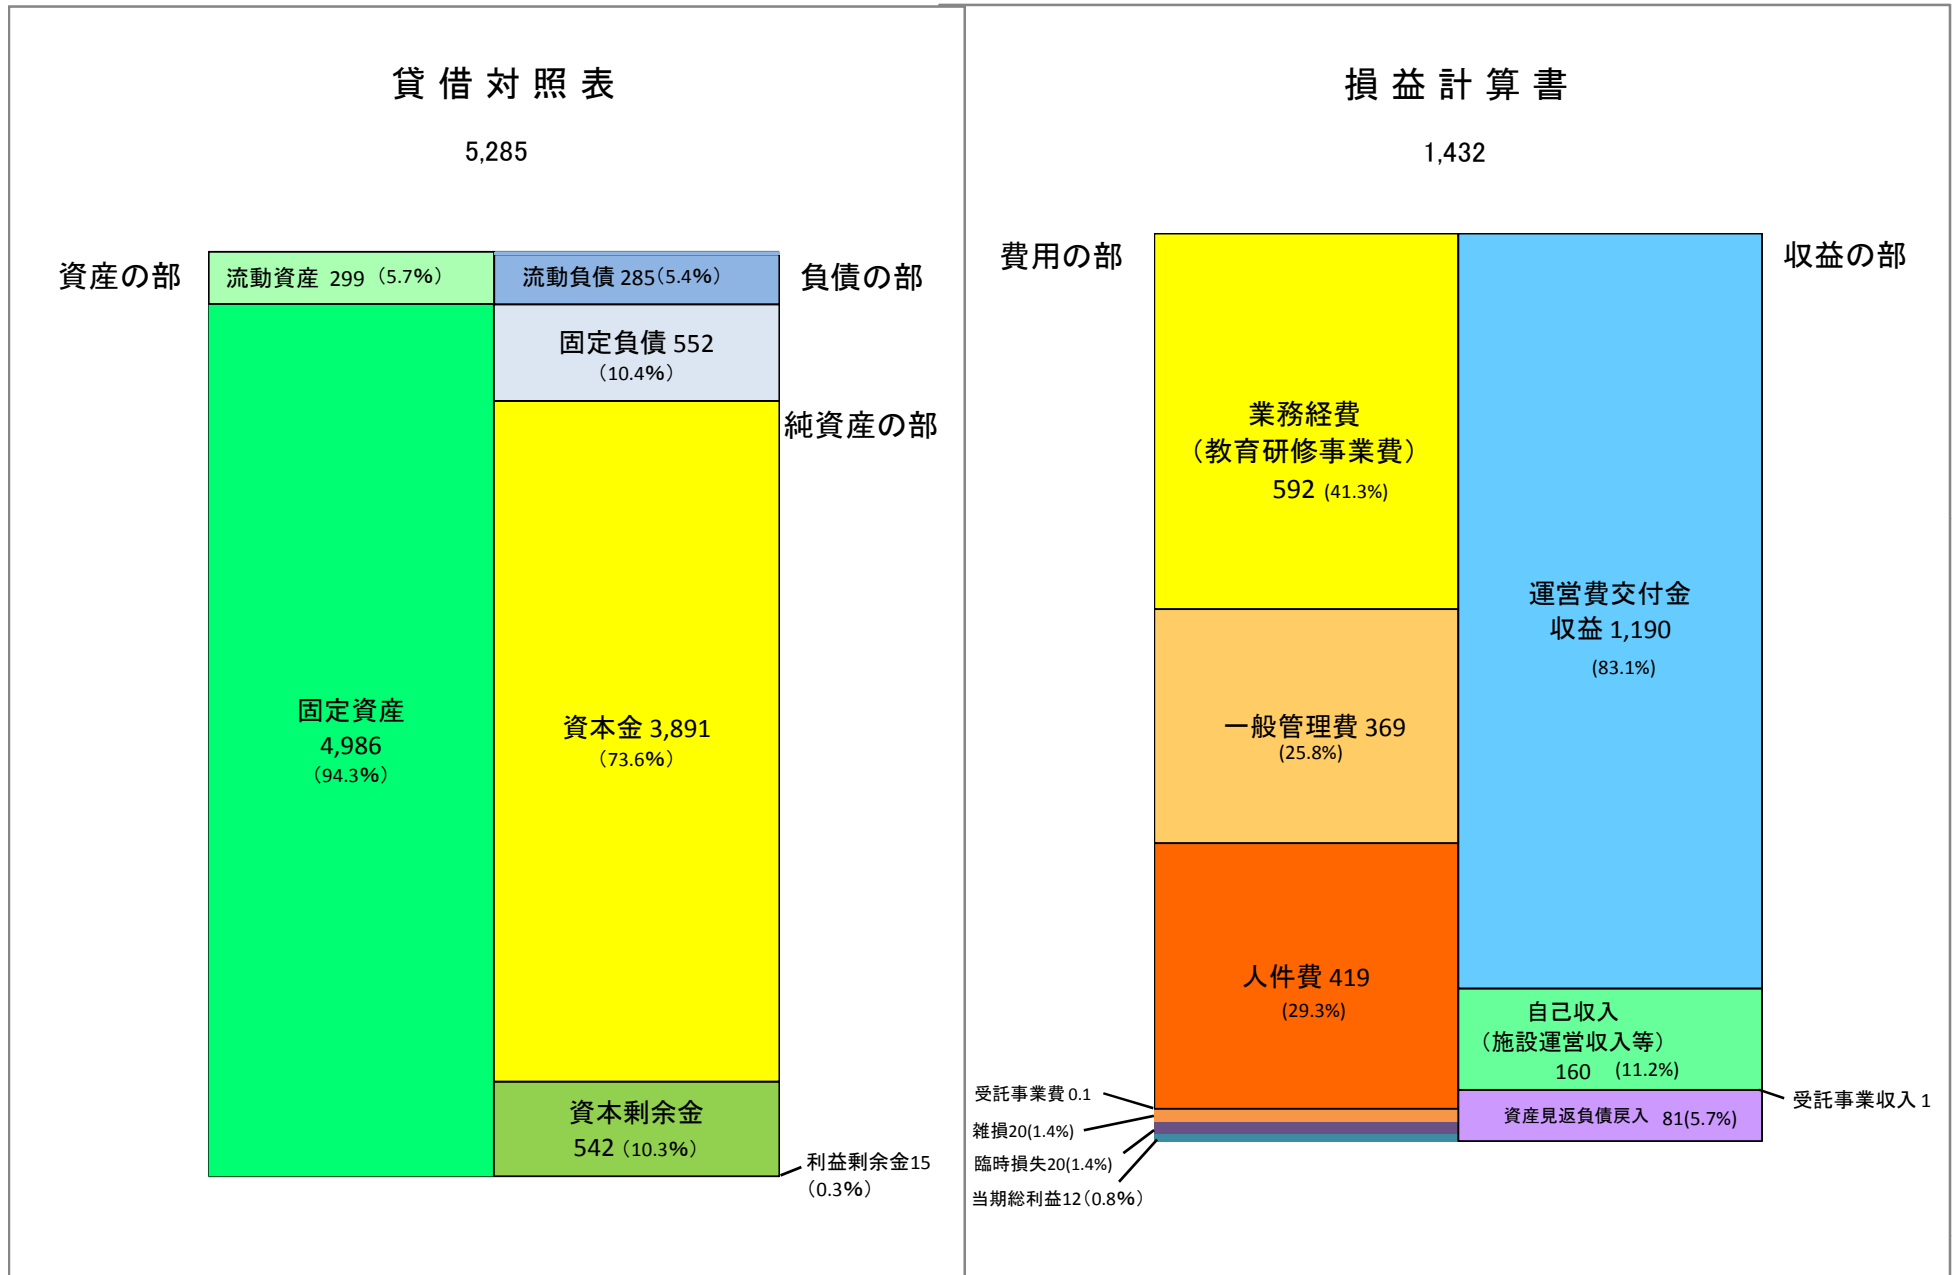 貸借対照表
5,285
資産の部
流動資産 299（5.7%）
流動負債 285（5.4%）
負債の部
固定負債 552
（10.4%）
純資産の部
固定資産
4,986
（94.3%）
資本金 3,891
（73.6%）
資本剰余金
542（10.3%）
利益剰余金15
（0.3%）
損益計算書
1,432
費用の部
収益の部
業務経費
（教育研修事業費）
592 (41.3%)
一般管理費 369
(25.8%)
人件費 419
(29.3%)
受託事業費 0.1
雑損20(1.4%)
臨時損失20(1.4%)
当期総利益12（0.8%）
運営費交付金
収益 1,190
(83.1%)
自己収入
（施設運営収入等）
160 (11.2%)
受託事業収入 1
資産見返負債戻入 81(5.7%)